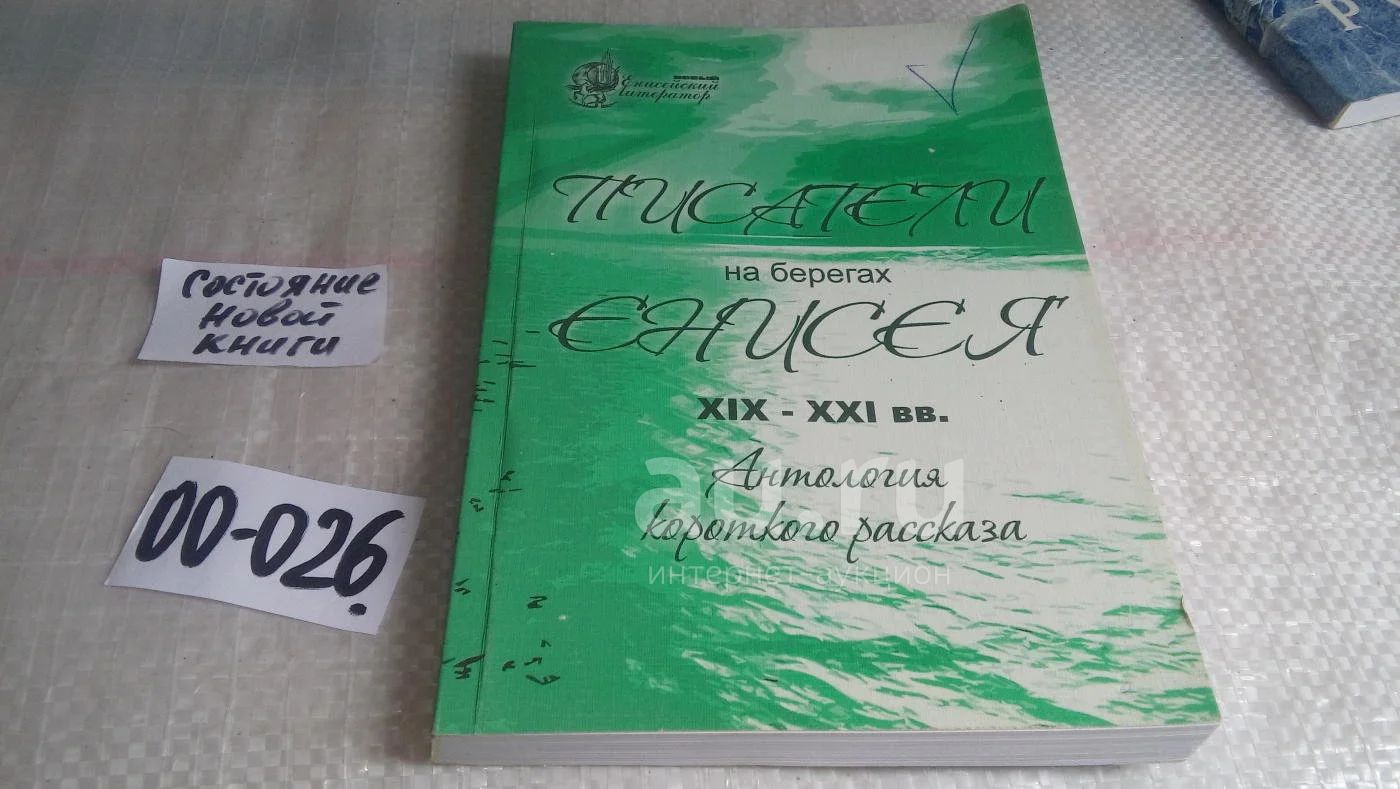 новый
Енисейский
литератор
ПИСАТЕЛИ
на берегах
ЕНИСЕЯ
XIX - XXI вв.
Антология
короткого рассказа
au.ru
интернет аукцион
Состояние
новой
книги
00-026
Р